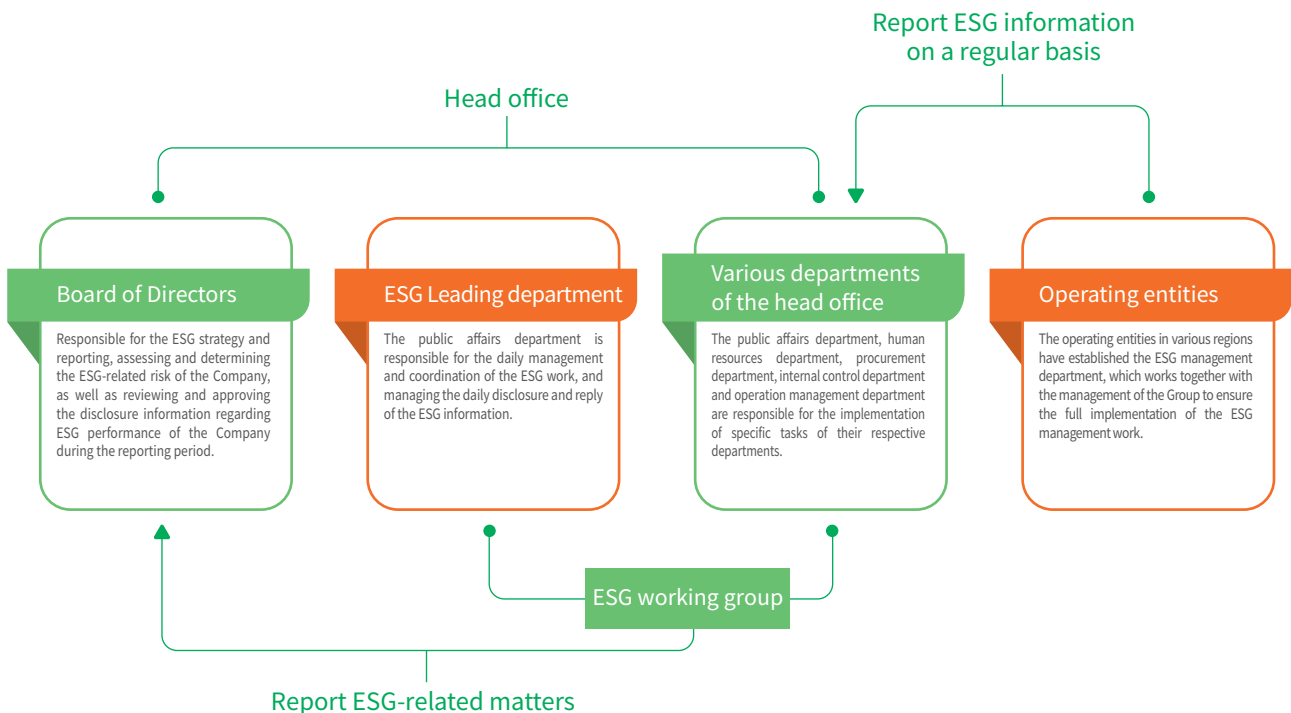 Report ESG information
on a regular basis
Head office
Board of Directors
Responsible for the ESG strategy and
reporting, assessing and determining
the ESG-related risk of the Company,
as well as reviewing and approving
the disclosure information regarding
ESG performance of the Company
during the reporting period.
ESG Leading department
The public affairs department is
responsible for the daily management
and coordination of the ESG work, and
managing the daily disclosure and reply
of the ESG information.
Various departments
of the head office
The public affairs department, human
resources department, procurement
department, internal control department
and operation management department
are responsible for the implementation
of specific tasks of their respective
departments.
Operating entities
The operating entities in various regions
have established the ESG management
department, which works together with
the management of the Group to ensure
the full implementation of the ESG
management work.
ESG working group
Report ESG-related matters